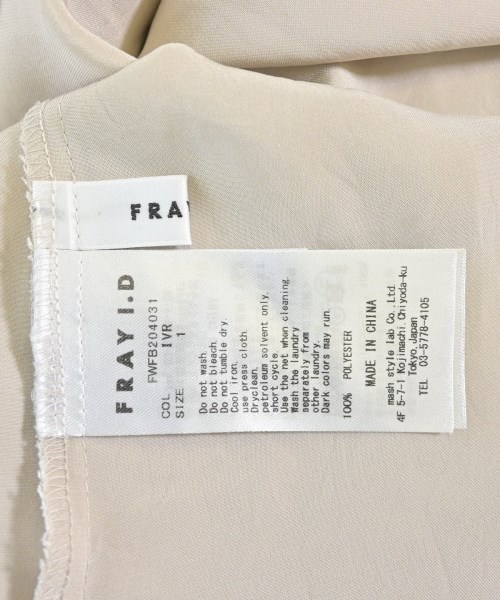 FRA
FRAY I.D
FWFB204031
COL IVR
SIZE 1
Do not wash.
Do not bleach.
Do not tumble dry.
Cool iron.
use press cloth.
Dryclean.
petroleum solvent only.
short cycle.
Use the net when cleaning.
Wash the laundry
separately from
other laundry.
Dark colors may run.
100% POLYESTER
MADE IN CHINA
mash style lab Co.,Ltd.
4F 5-7-1 Kojimachi, Chiyoda-ku
Tokyo, Japan
TEL 03-5778-4105